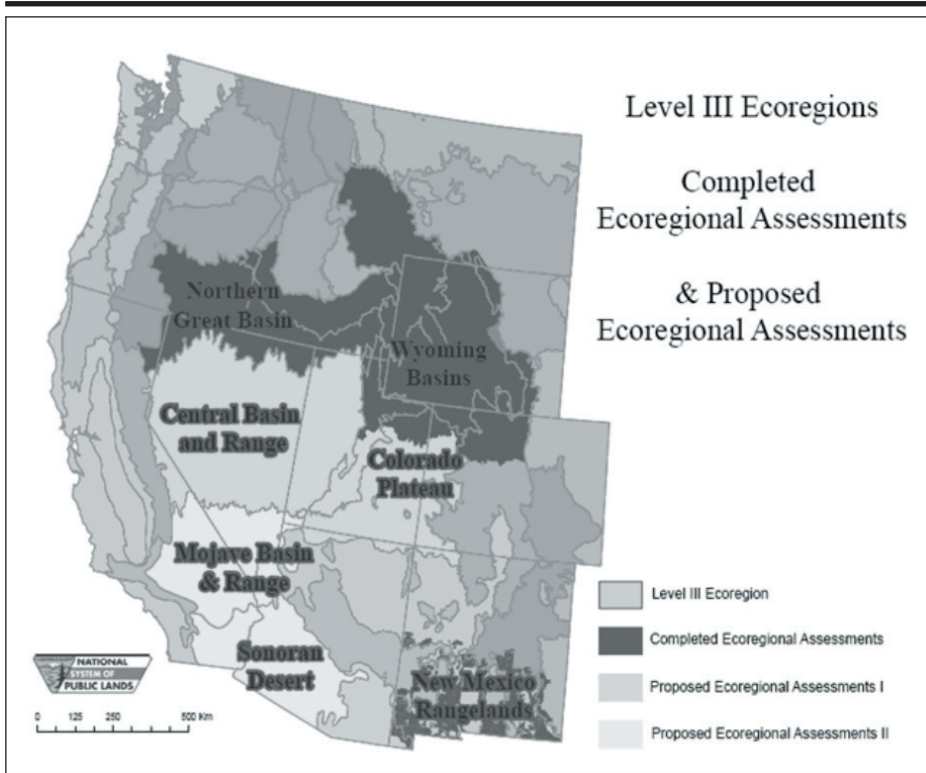 Level III Ecoregions
Completed
Ecoregional Assessments
& Proposed
Ecoregional Assessments
Northern
Great Basin
Wyoming
Basins
Central Basin
and Range
Colorado
Plateau
Mojave Basin
& Range
Sonoran
Desert
New Mexico
Rangelands
Level III Ecoregion
Completed Ecoregional Assessments
Proposed Ecoregional Assessments I
Proposed Ecoregional Assessments II
NATIONAL
SYSTEM OF
PUBLIC LANDS
0 125 250 500 Km